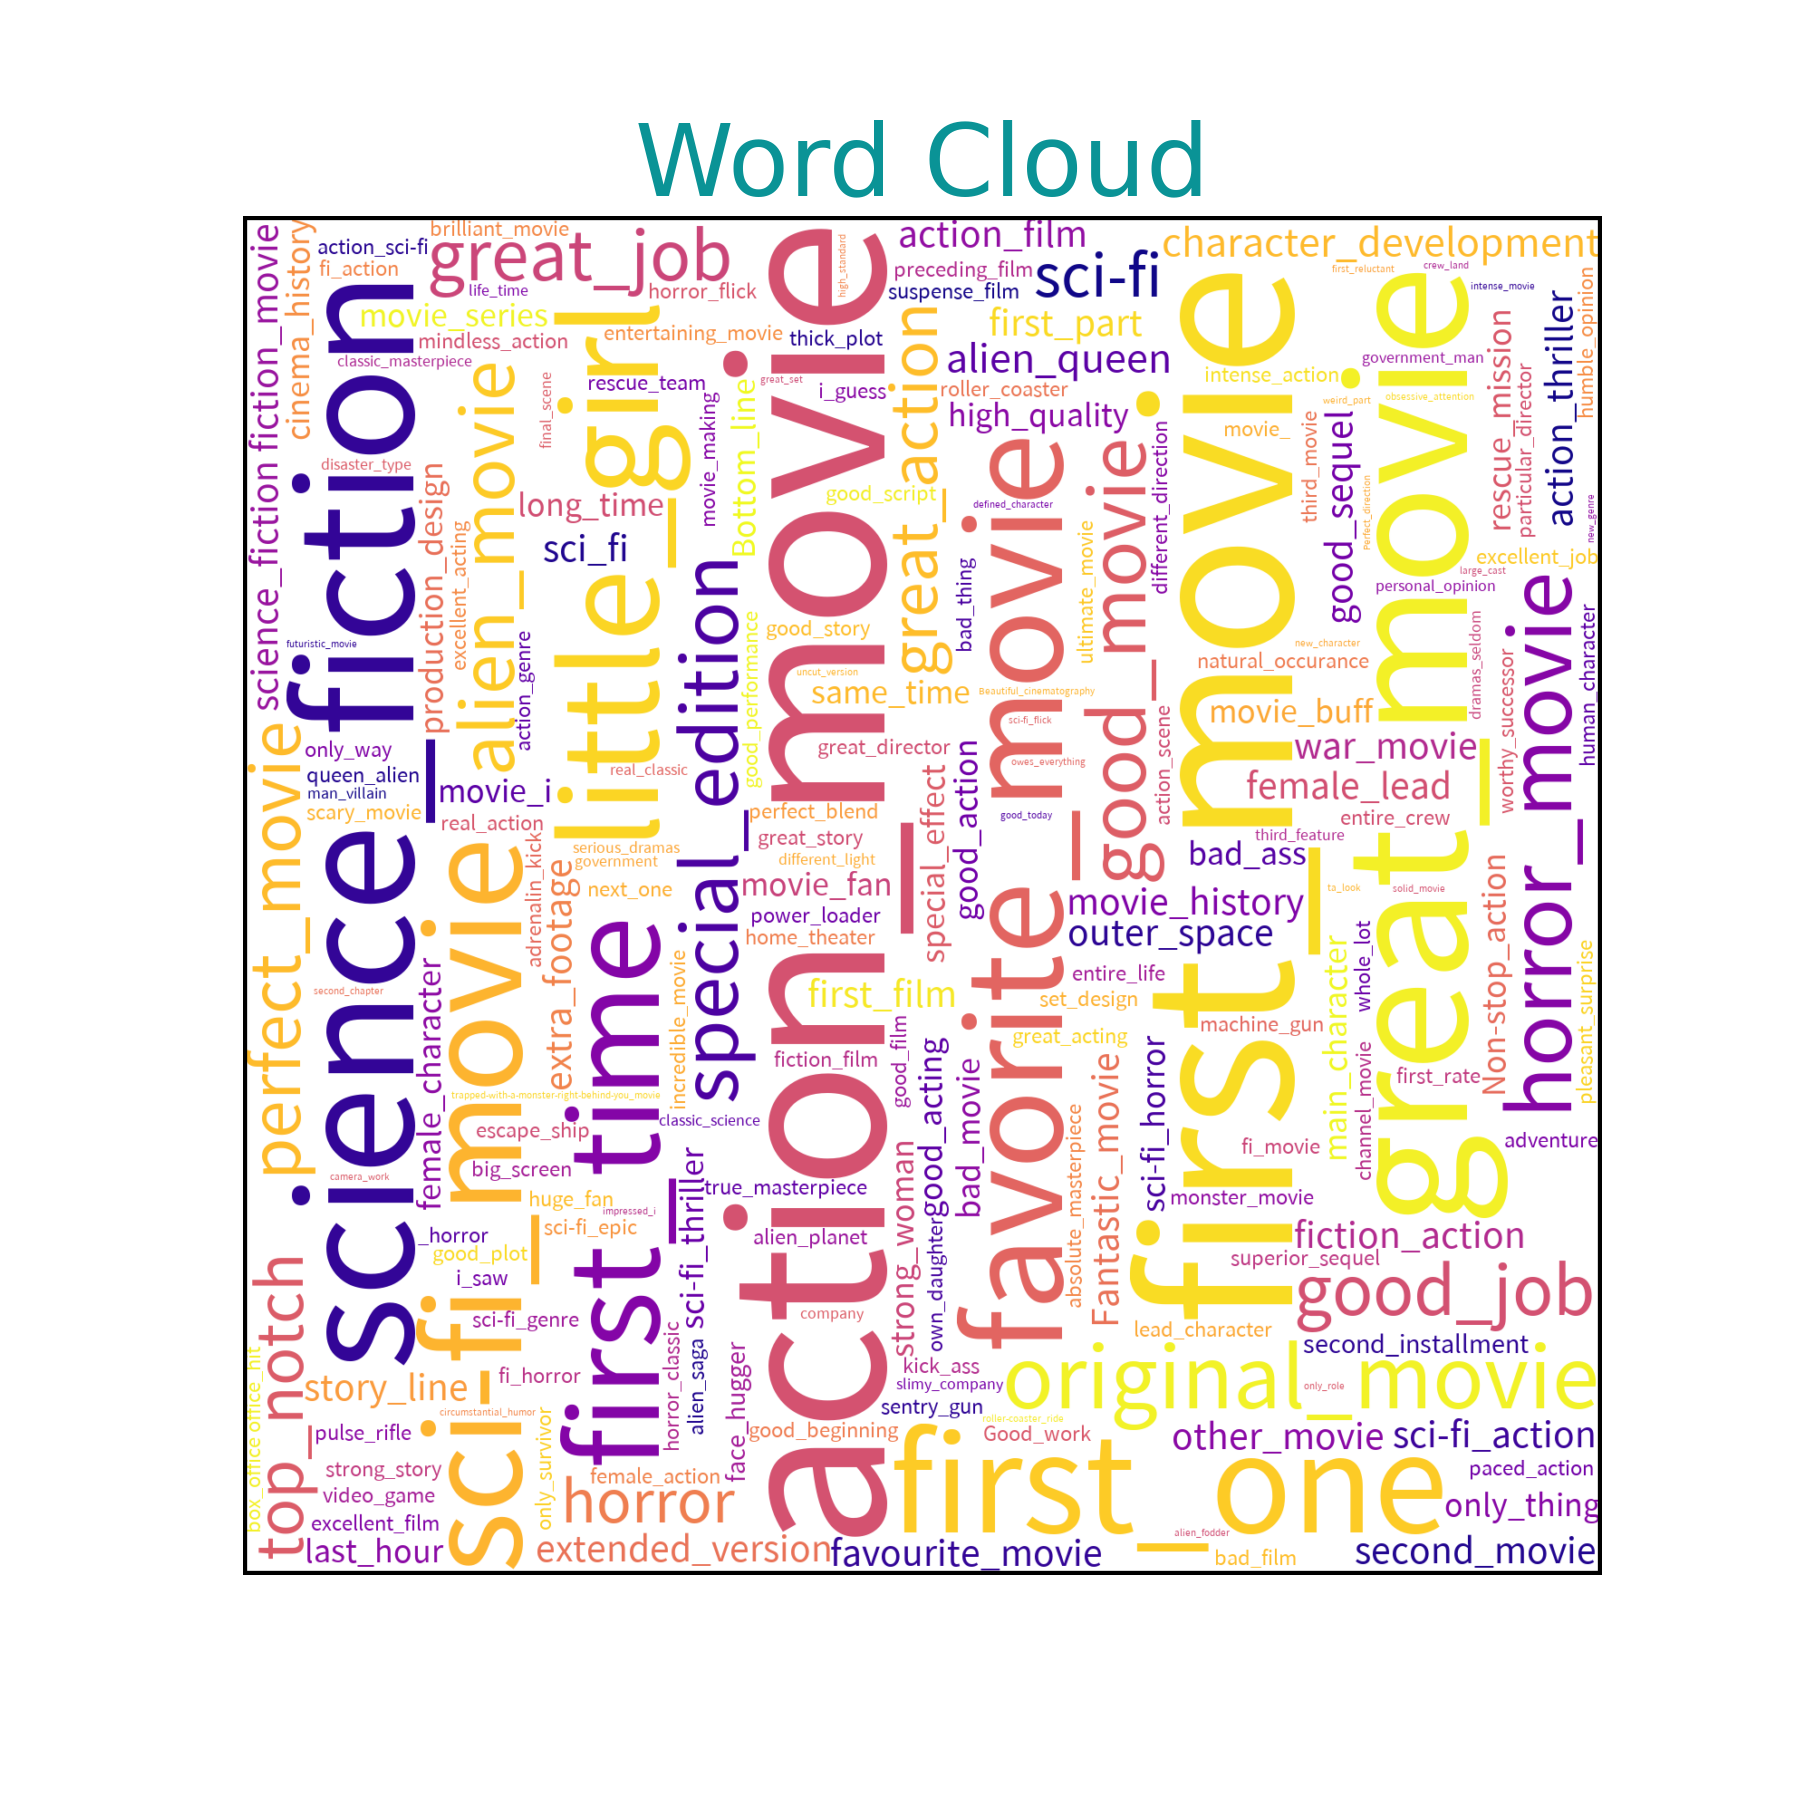 Word Cloud
brilliant_movie
action_sci-fi
great_job
fi_action
life_time
horror_flick
movie_series
mindless_action
entertaining_movie
classic_masterpiece
high_standard
action_film
character_development
preceding_film
sci-fi
suspense_film
first_reluctant
crew_land
intense_movie
first_part
thick_plot
alien_queen
government_man
great_set
i_guess
roller_coaster
high_quality
intense_action
weird_part
obsessive_attention
movie_
rescue_team
final_scene
movie_making
Bottom_line
science_fiction fiction_movie
cinema_history
science_fiction
alien_movie
little_girl
action_movie
great_action
favorite_movie
good_movie
first_movie
great_movie
third_movie
good_sequel
Perfect_direction
rescue_mission
particular_director
action_thriller
humble_opinion
new_genre
disaster_type
production_design
excellent_acting
long_time
sci_fi
good_script
defined_character
different_direction
ultimate_movie
bad_thing
excellent_job
large_cast
personal_opinion
futuristic_movie
action_genre
special_edition
good_performance
good_story
uncut_version
same_time
Beautiful_cinematography
sci-fi_flick
new_character
natural_occurance
movie_buff
dramas_seldom
worthy_successor
horror_movie
human_character
only_way
queen_alien
man_villain
scary_movie
movie_i
real_action
real_classic
great_director
owes_everything
good_today
action_scene
war_movie
female_lead
entire_crew
third_feature
perfect_movie
perfect_blend
great_story
serious_dramas
government
different_light
next_one
movie_fan
power_loader
home_theater
special_effect
good_action
bad_ass
ta_look
solid_movie
movie_history
outer_space
sci_fi_movie
adrenalin_kick
extra_footage
first_time
incredible_movie
first_film
entire_life
set_design
great_acting
machine_gun
main_character
whole_lot
channel_movie
Non-stop_action
pleasant_surprise
second_chapter
female_character
trapped-with-a-monster-right-behind-you_movie
fiction_film
good_film
good_acting
bad_movie
first_rate
classic_science
escape_ship
big_screen
camera_work
huge_fan
impressed_i
true_masterpiece
sci-fi_epic
_horror
good_plot
i_saw
sci-fi_thriller
alien_planet
strong_woman
own_daughter
absolute_masterpiece
Fantastic_movie
sci-fi_horror
fi_movie
monster_movie
adventure
fiction_action
superior_sequel
good_job
sci-fi_genre
company
lead_character
second_installment
top_notch
box_office office_hit
story_line
fi_horror
horror_classic
alien_saga
face_hugger
kick_ass
slimy_company
original_movie
only_role
circumstantial_humor
sentry_gun
roller-coaster_ride
pulse_rifle
only_survivor
good_beginning
Good_work
other_movie
sci-fi_action
strong_story
female_action
first_one
paced_action
video_game
horror
only_thing
excellent_film
alien_fodder
last_hour
extended_version
favourite_movie
bad_film
second_movie